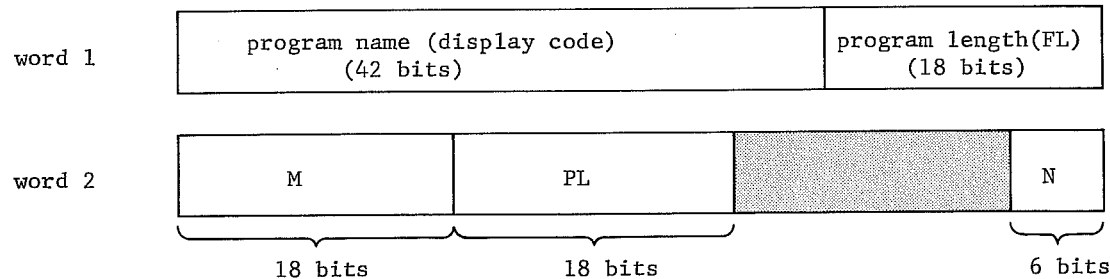 program name (display code) program length(FL)
word 1
(42 bits) (18 bits)
word 2 M PL N
18 bits 18 bits 6 bits